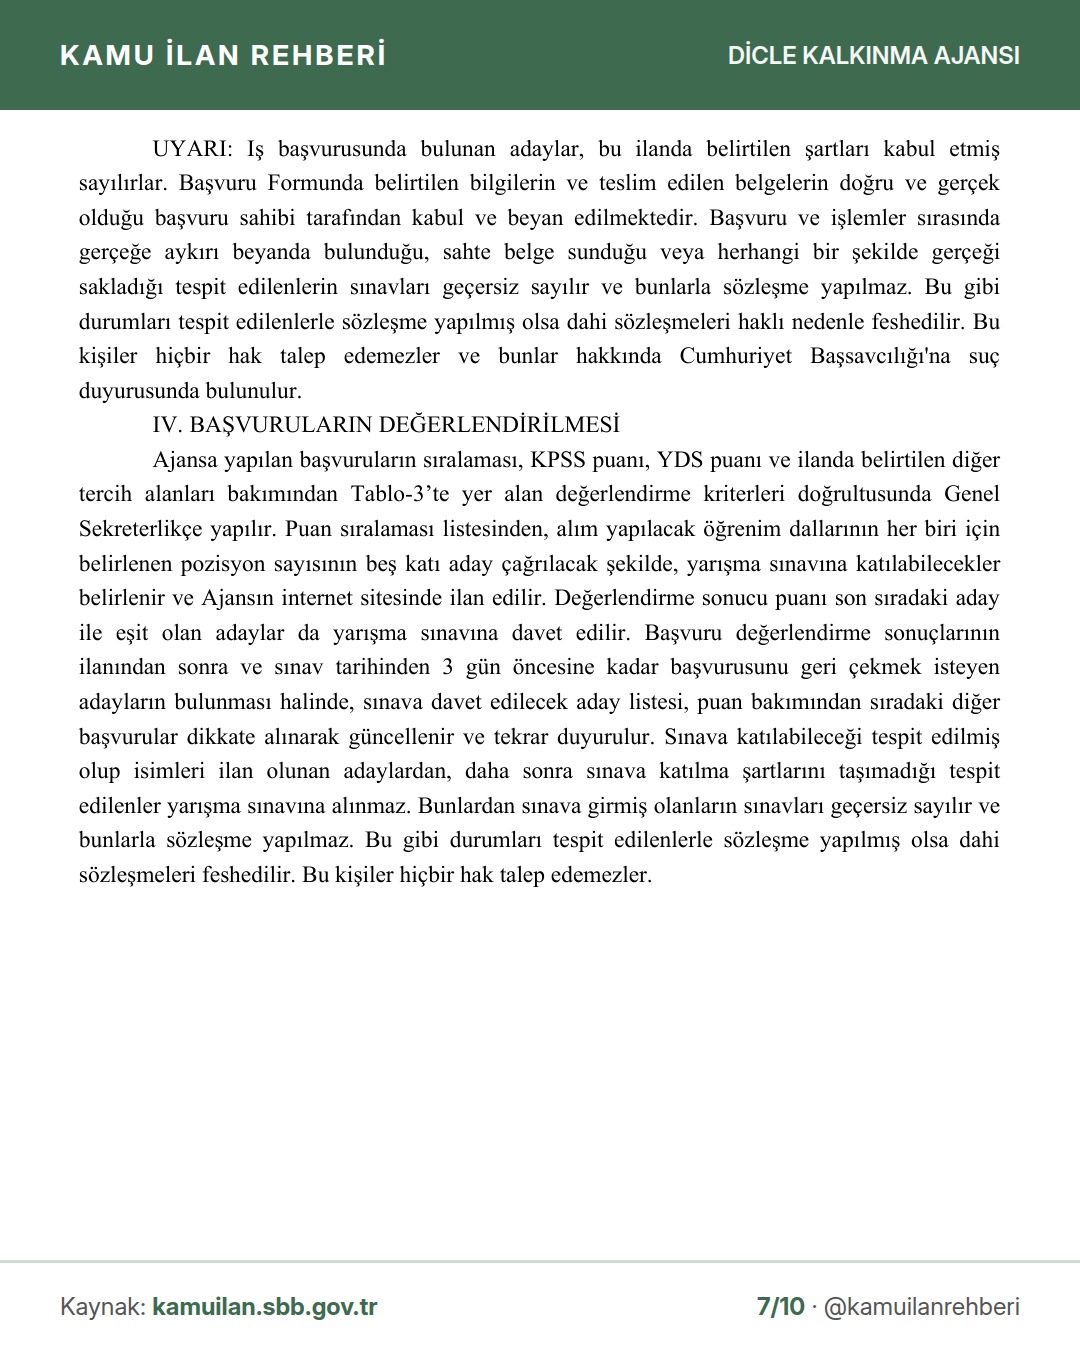 KAMU İLAN REHBERİ
DİCLE KALKINMA AJANSI
UYARI: Iş başvurusunda bulunan adaylar, bu ilanda belirtilen şartları kabul etmiş
sayılırlar. Başvuru Formunda belirtilen bilgilerin ve teslim edilen belgelerin doğru ve gerçek
olduğu başvuru sahibi tarafından kabul ve beyan edilmektedir. Başvuru ve işlemler sırasında
gerçeğe aykırı beyanda bulunduğu, sahte belge sunduğu veya herhangi bir şekilde gerçeği
sakladığı tespit edilenlerin sınavları geçersiz sayılır ve bunlarla sözleşme yapılmaz. Bu gibi
durumları tespit edilenlerle sözleşme yapılmış olsa dahi sözleşmeleri haklı nedenle feshedilir. Bu
kişiler hiçbir hak talep edemezler ve bunlar hakkında Cumhuriyet Başsavcılığı'na suç
duyurusunda bulunulur.
IV. BAŞVURULARIN DEĞERLENDİRİLMESİ
Ajansa yapılan başvuruların sıralaması, KPSS puanı, YDS puanı ve ilanda belirtilen diğer
tercih alanları bakımından Tablo-3’te yer alan değerlendirme kriterleri doğrultusunda Genel
Sekreterlikçe yapılır. Puan sıralaması listesinden, alım yapılacak öğrenim dallarının her biri için
belirlenen pozisyon sayısının beş katı aday çağrılacak şekilde, yarışma sınavına katılabilecekler
belirlenir ve Ajansın internet sitesinde ilan edilir. Değerlendirme sonucu puanı son sıradaki aday
ile eşit olan adaylar da yarışma sınavına davet edilir. Başvuru değerlendirme sonuçlarının
ilanından sonra ve sınav tarihinden 3 gün öncesine kadar başvurusunu geri çekmek isteyen
adayların bulunması halinde, sınava davet edilecek aday listesi, puan bakımından sıradaki diğer
başvurular dikkate alınarak güncellenir ve tekrar duyurulur. Sınava katılabileceği tespit edilmiş
olup isimleri ilan olunan adaylardan, daha sonra sınava katılma şartlarını taşımadığı tespit
edilenler yarışma sınavına alınmaz. Bunlardan sınava girmiş olanların sınavları geçersiz sayılır ve
bunlarla sözleşme yapılmaz. Bu gibi durumları tespit edilenlerle sözleşme yapılmış olsa dahi
sözleşmeleri feshedilir. Bu kişiler hiçbir hak talep edemezler.
Kaynak: kamuilan.sbb.gov.tr
7/10 · @kamuilanrehberi